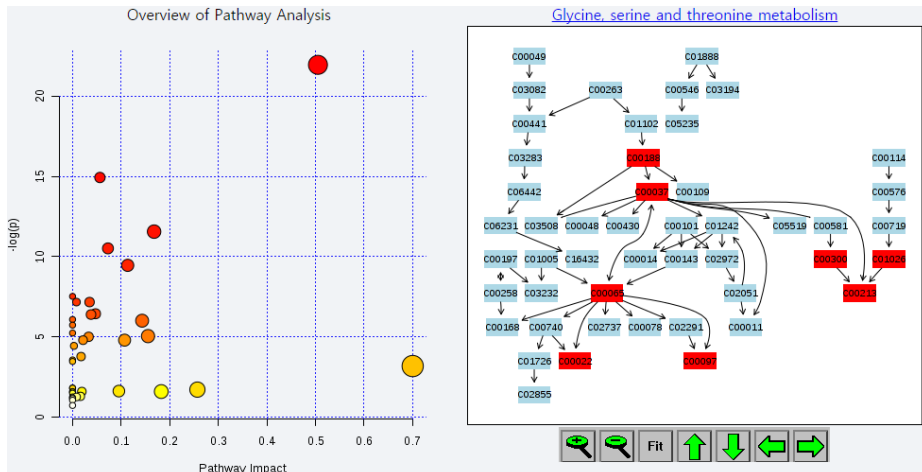 Overview of Pathway Analysis
-log(p)
20
15
10
5
0
0.0 0.1 0.2 0.3 0.4 0.5 0.6 0.7
Pathway Impact
Glycine, serine and threonine metabolism
C00049 C01888
C03082 C00263 C00546 C03194
C00441 C01102 C05235
C03283 C00188 C00114
C06442 C00037 C00109 C00576
C06231 C03508 C00048 C00430 C00101 C01242 C05519 C00581 C00719
C00197 C01005 C16432 C00014 C00143 C02972 C00300 C01026
C00258 C03232 C00065 C02051 C00213
C00168 C00740 C02737 C00078 C02291 C00011
C01726 C00022 C00097
C02855
Fit